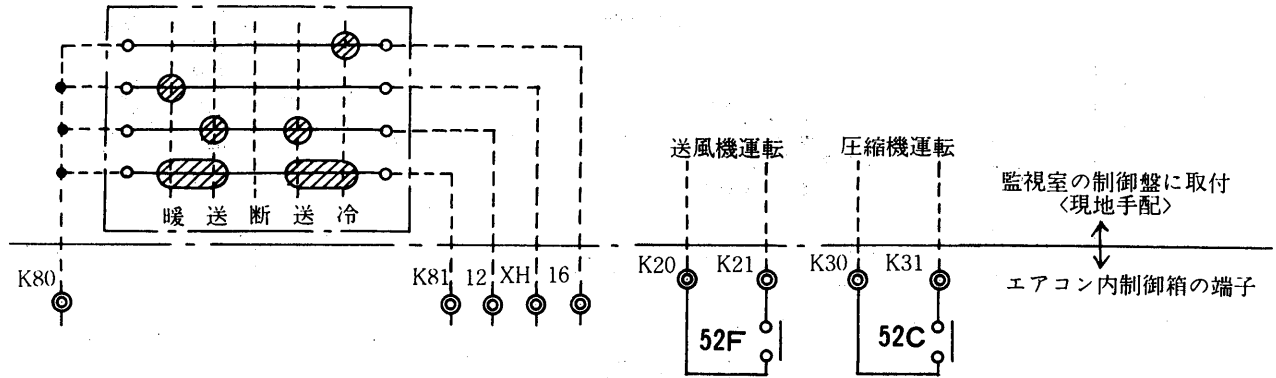 暖 送 断 送 冷
送風機運転
圧縮機運転
監視室の制御盤に取付
<現地手配>
K80
K81 12 XH 16
K20 K21
K30 K31
エアコン内制御箱の端子
52F
52C